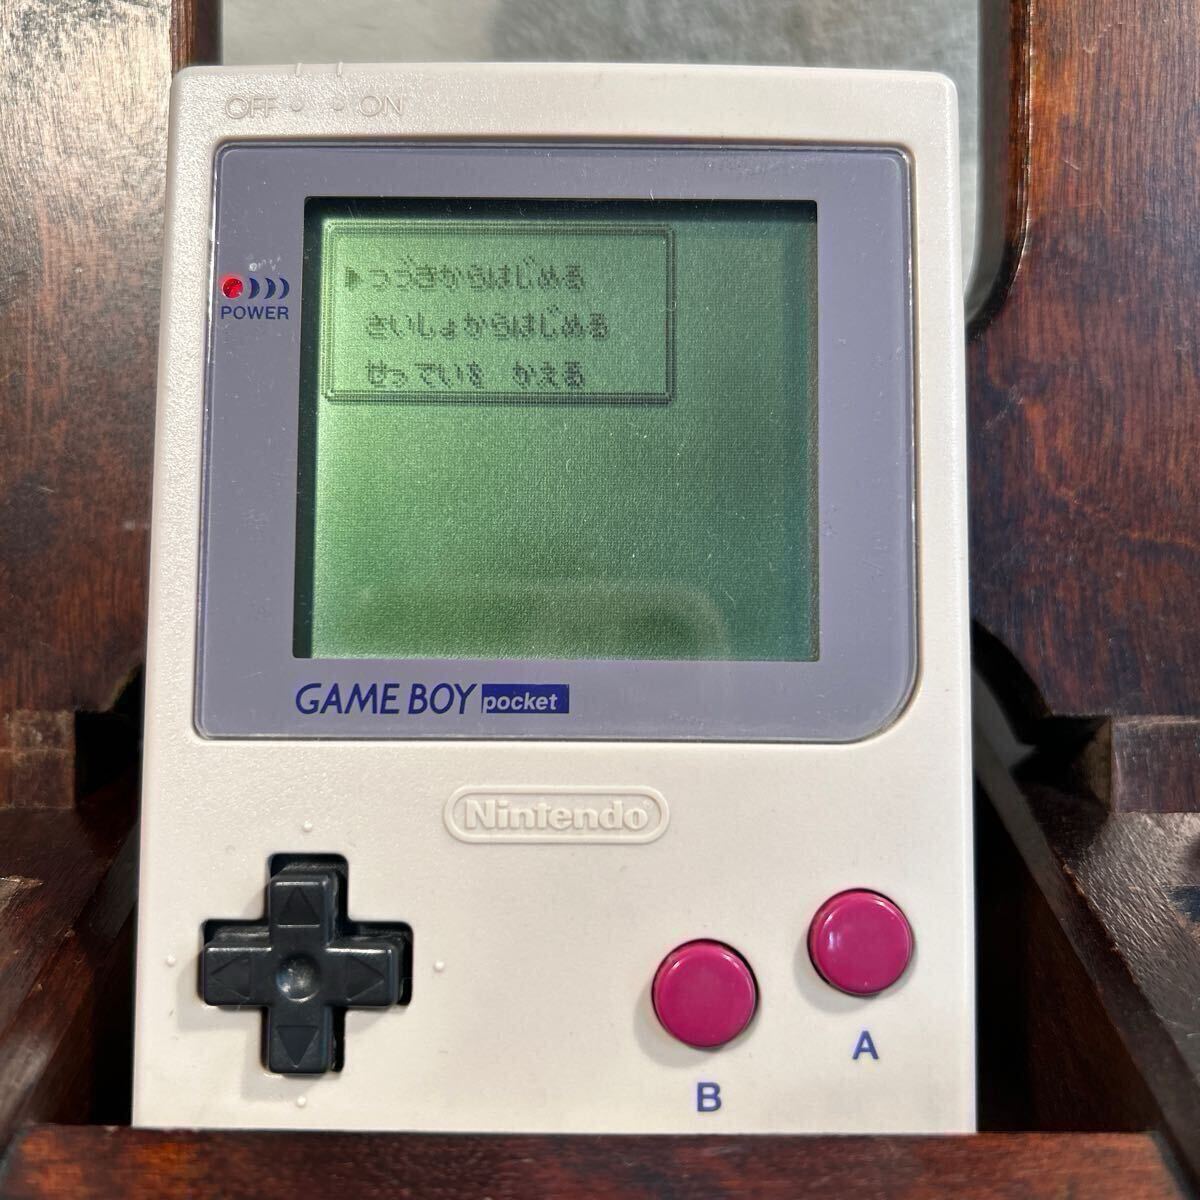 OFF ON
▶つづきからはじめる
さいしょからはじめる
せっていを かえる
POWER
GAME BOY pocket
Nintendo
A
B